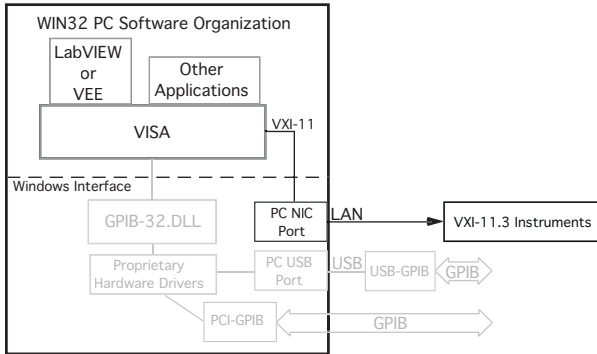 WIN32 PC Software Organization
LabVIEW
or
VEE
Other
Applications
VISA
VXI-11
Windows Interface
GPIB-32.DLL
PC NIC
Port
LAN
VXI-11.3 Instruments
Proprietary
Hardware Drivers
PC USB
Port
USB
USB-GPIB
GPIB
PCI-GPIB
GPIB